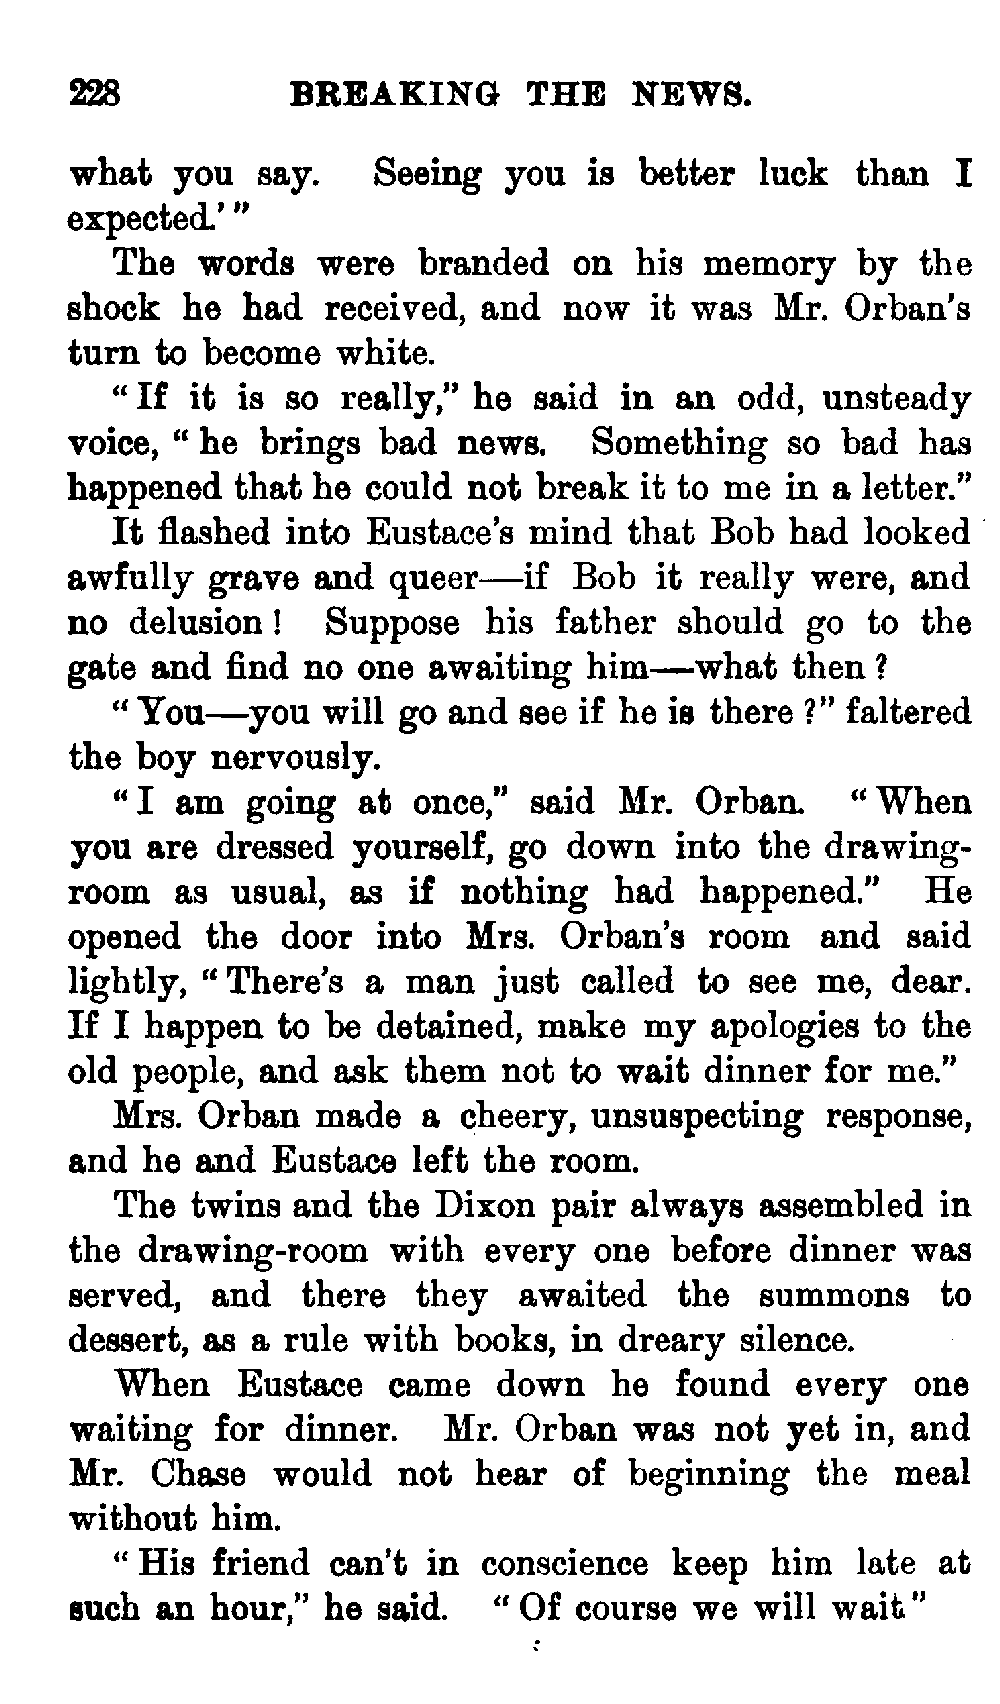 228 BREAKING THE NEWS.
what you say. Seeing you is better luck than I
expected.' "
The words were branded on his memory by the
shock he had received, and now it was Mr. Orban's
turn to become white.
" If it is so really," he said in an odd, unsteady
voice, " he brings bad news. Something so bad has
happened that he could not break it to me in a letter."
It flashed into Eustace's mind that Bob had looked
awfully grave and queer—if Bob it really were, and
no delusion ! Suppose his father should go to the
gate and find no one awaiting him—what then ?
" You—you will go and see if he is there ?" faltered
the boy nervously.
" I am going at once," said Mr. Orban. " When
you are dressed yourself, go down into the drawing-
room as usual, as if nothing had happened." He
opened the door into Mrs. Orban's room and said
lightly, " There's a man just called to see me, dear.
If I happen to be detained, make my apologies to the
old people, and ask them not to wait dinner for me."
Mrs. Orban made a cheery, unsuspecting response,
and he and Eustace left the room.
The twins and the Dixon pair always assembled in
the drawing-room with every one before dinner was
served, and there they awaited the summons to
dessert, as a rule with books, in dreary silence.
When Eustace came down he found every one
waiting for dinner. Mr. Orban was not yet in, and
Mr. Chase would not hear of beginning the meal
without him.
" His friend can't in conscience keep him late at
such an hour," he said. " Of course we will wait "